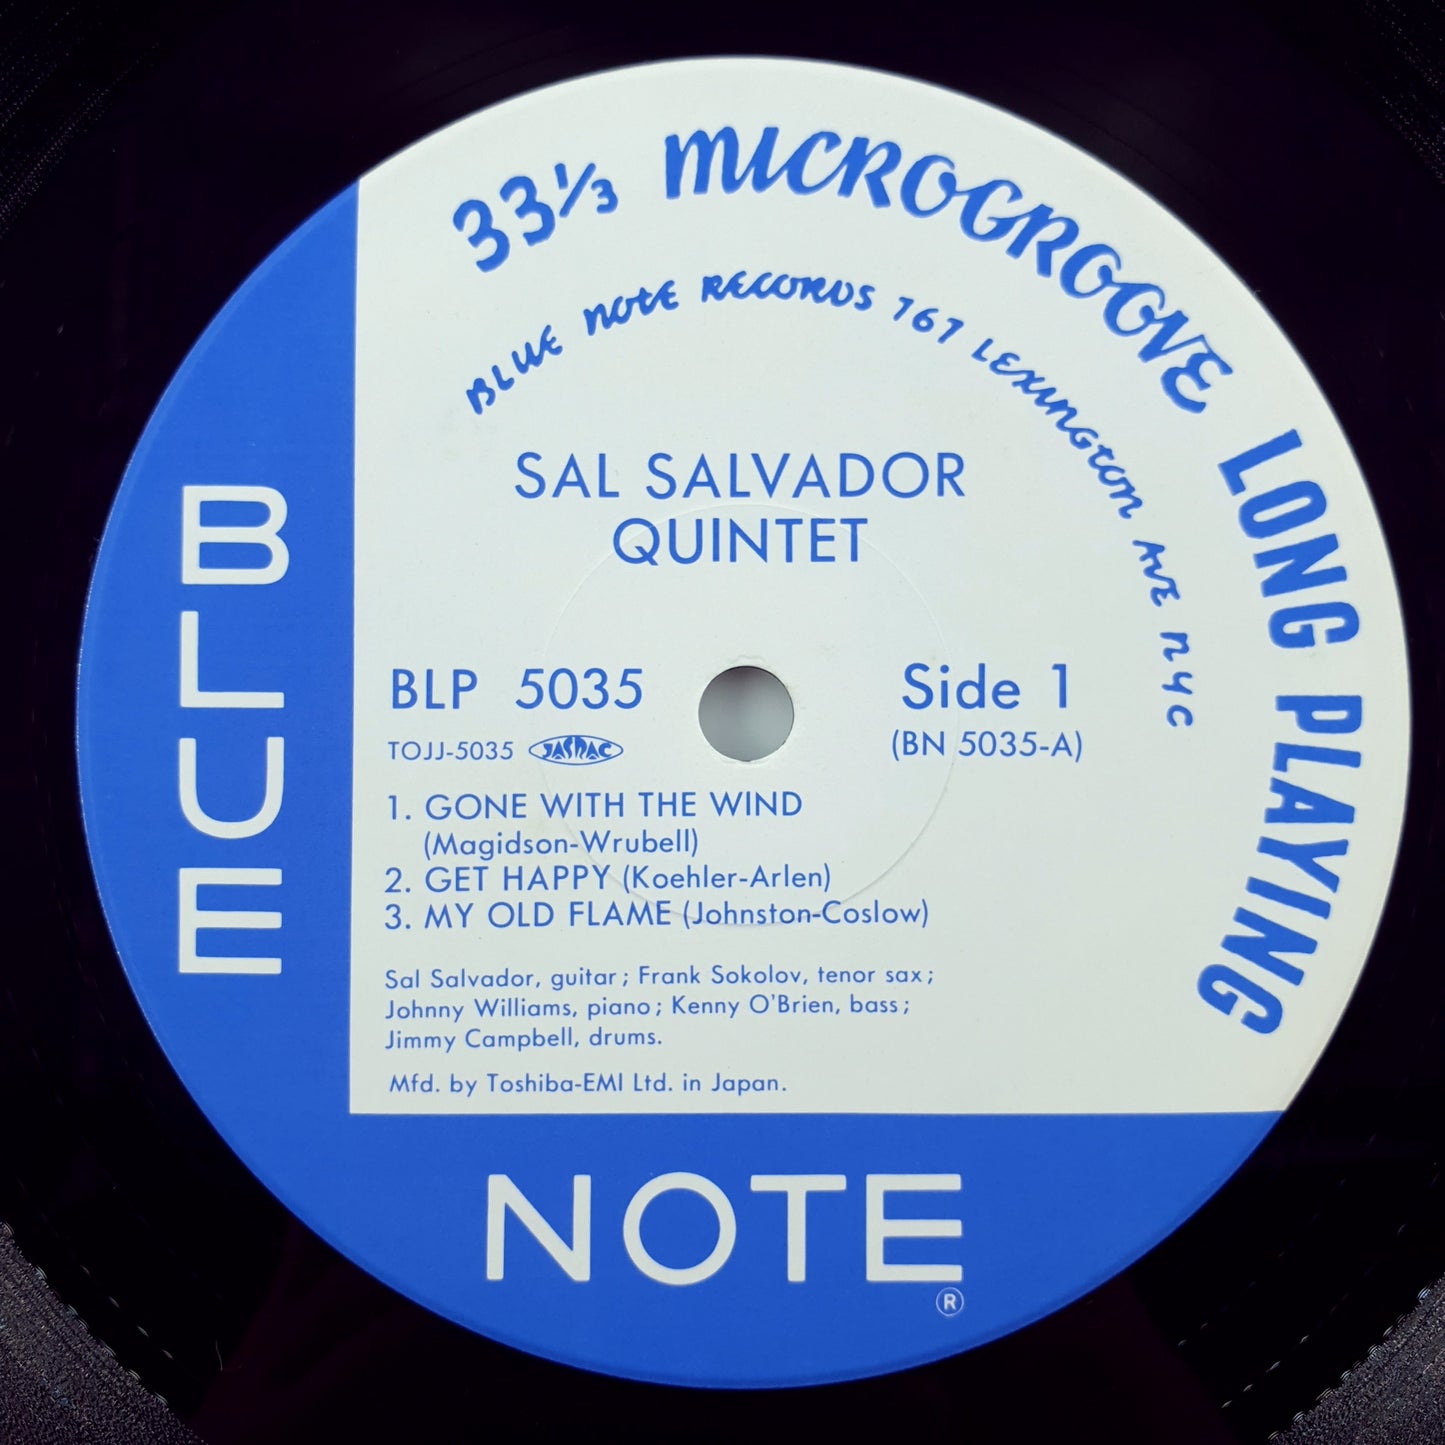 33⅓ MICROGROOVE LONG PLAYING
BLUE NOTE RECORDS 767 LEXINGTON AVE NYC
SAL SALVADOR
QUINTET
BLP 5035
Side 1
TOJJ-5035 JASRAC
(BN 5035-A)
1. GONE WITH THE WIND
(Magidson-Wrubell)
2. GET HAPPY (Koehler-Arlen)
3. MY OLD FLAME (Johnston-Coslow)
Sal Salvador, guitar; Frank Sokolov, tenor sax;
Johnny Williams, piano; Kenny O'Brien, bass;
Jimmy Campbell, drums.
Mfd. by Toshiba-EMI Ltd. in Japan.
BLUE
NOTE
®